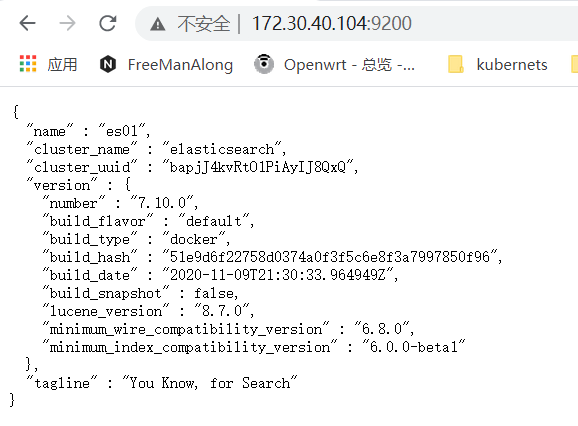 不安全 | 172.30.40.104:9200
应用 FreeManAlong Openwrt - 总览 -... kubernets
{
"name" : "es01",
"cluster_name" : "elasticsearch",
"cluster_uuid" : "bapjJ4kvRtO1PiAyIJ8QxQ",
"version" : {
"number" : "7.10.0",
"build_flavor" : "default",
"build_type" : "docker",
"build_hash" : "51e9d6f22758d0374a0f3f5c6e8f3a7997850f96",
"build_date" : "2020-11-09T21:30:33.964949Z",
"build_snapshot" : false,
"lucene_version" : "8.7.0",
"minimum_wire_compatibility_version" : "6.8.0",
"minimum_index_compatibility_version" : "6.0.0-beta1"
},
"tagline" : "You Know, for Search"
}